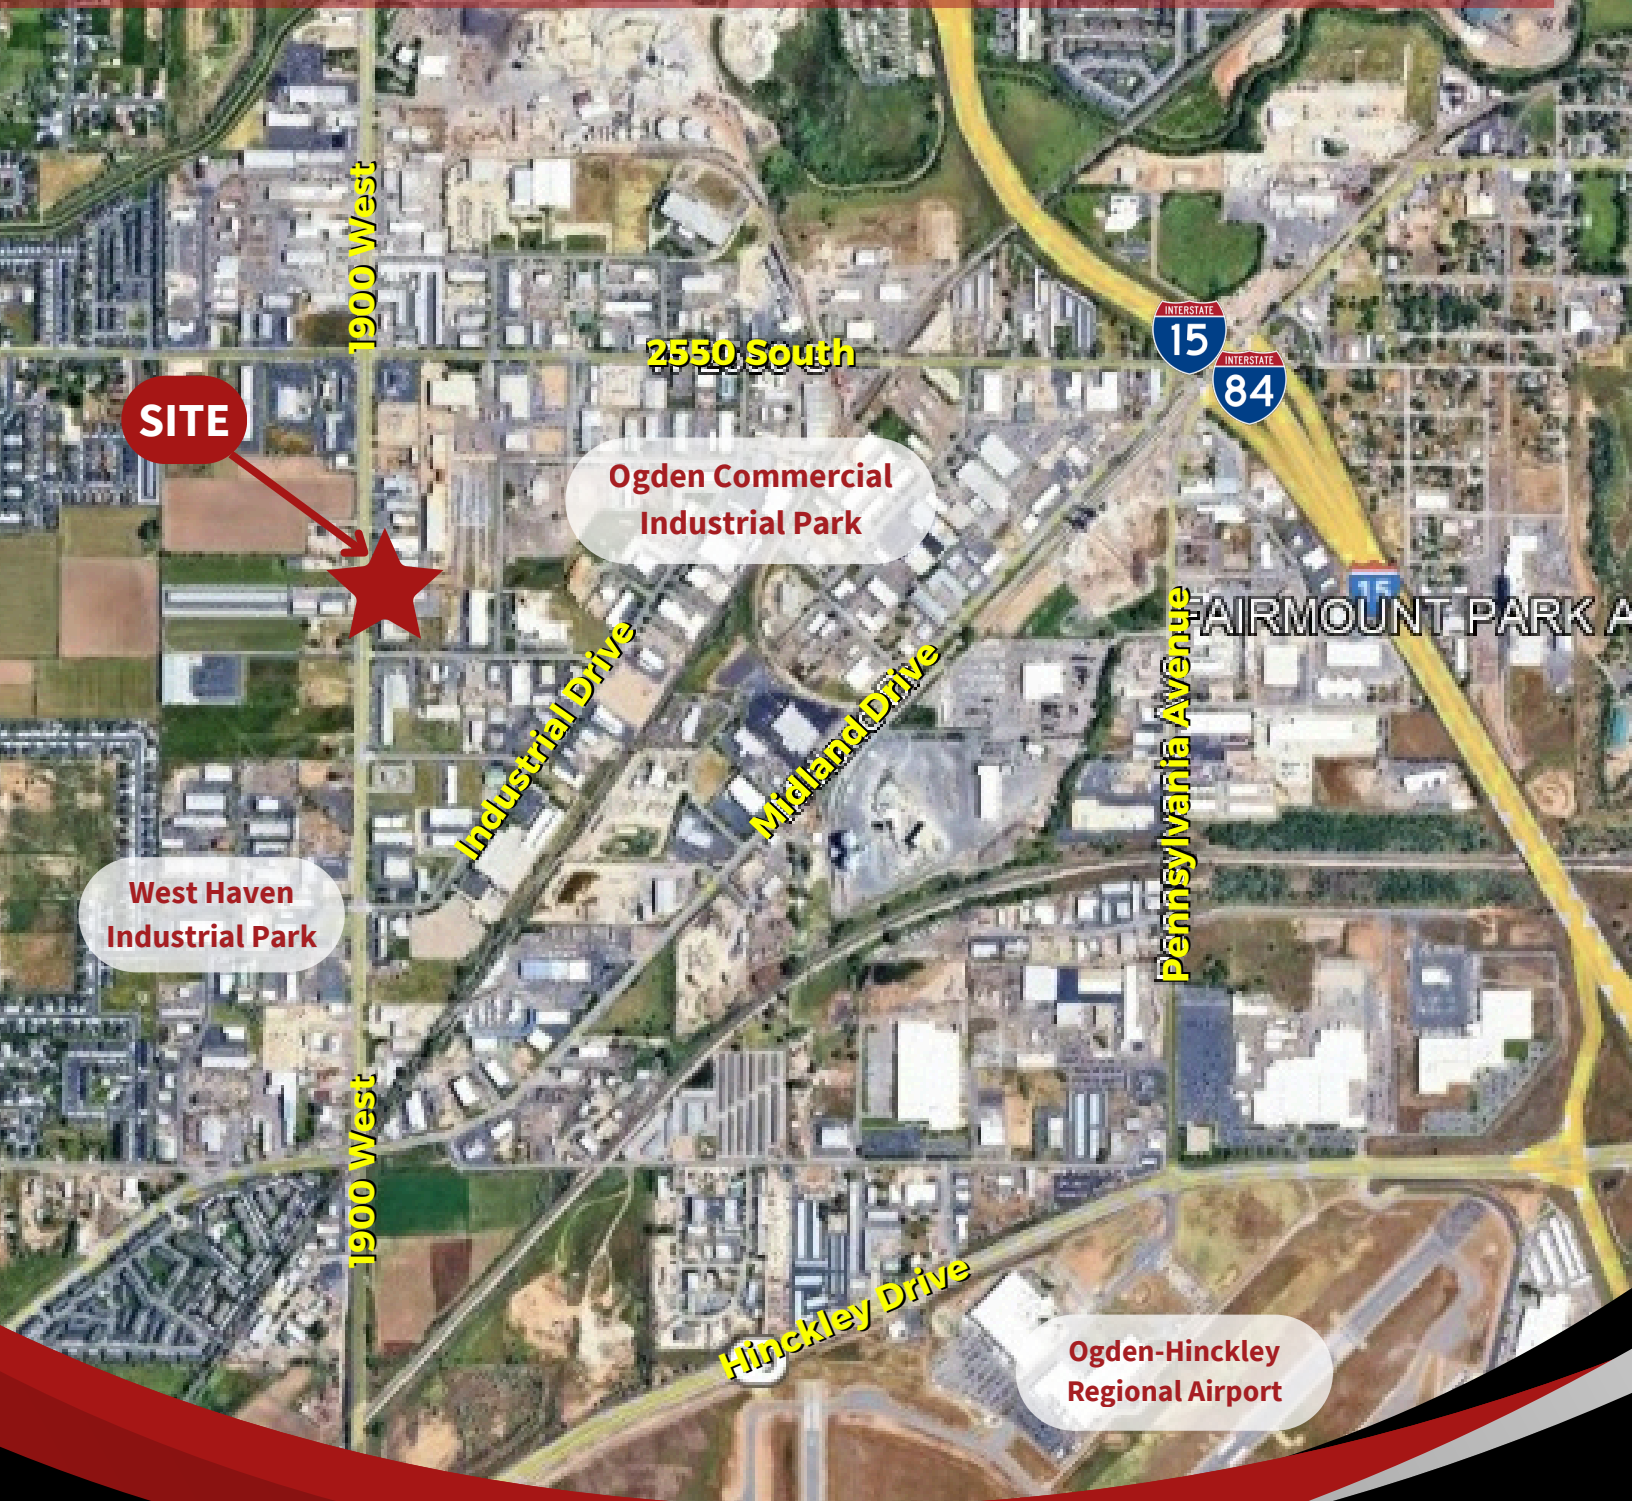 1900 West
2550 South
INTERSTATE
15
INTERSTATE
84
SITE
Ogden Commercial
Industrial Park
15
FAIRMOUNT PARK A
Industrial Drive
Midland Drive
Pennsylvania Avenue
West Haven
Industrial Park
1900 West
Hinckley Drive
Ogden-Hinckley
Regional Airport